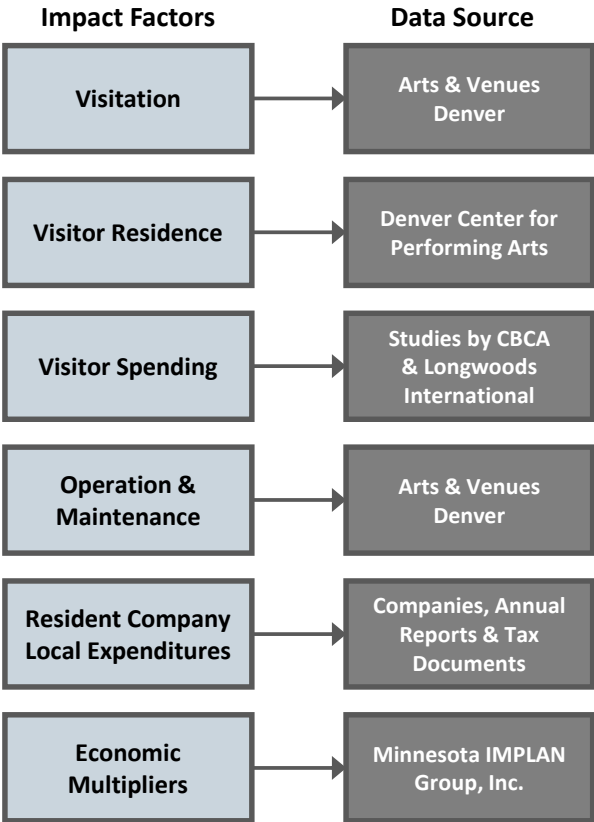 Impact Factors
Data Source
Visitation
Arts & Venues
Denver
Visitor Residence
Denver Center for
Performing Arts
Visitor Spending
Studies by CBCA
& Longwoods
International
Operation &
Maintenance
Arts & Venues
Denver
Resident Company
Local Expenditures
Companies, Annual
Reports & Tax
Documents
Economic
Multipliers
Minnesota IMPLAN
Group, Inc.